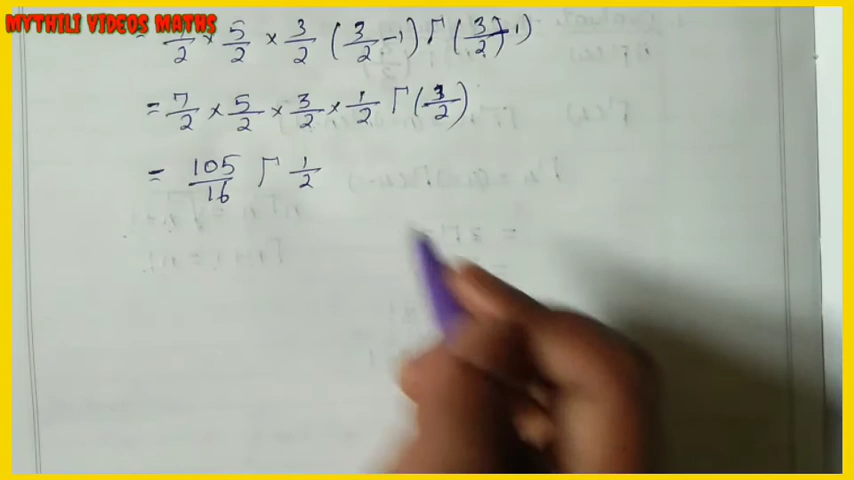 MYTHILI VIDEOS MATHS
= 7/2 × 5/2 × 3/2 (3/2 -1) Γ (3/2 -1)
= 7/2 × 5/2 × 3/2 × 1/2 Γ (3/2)
= 105/16 Γ 1/2